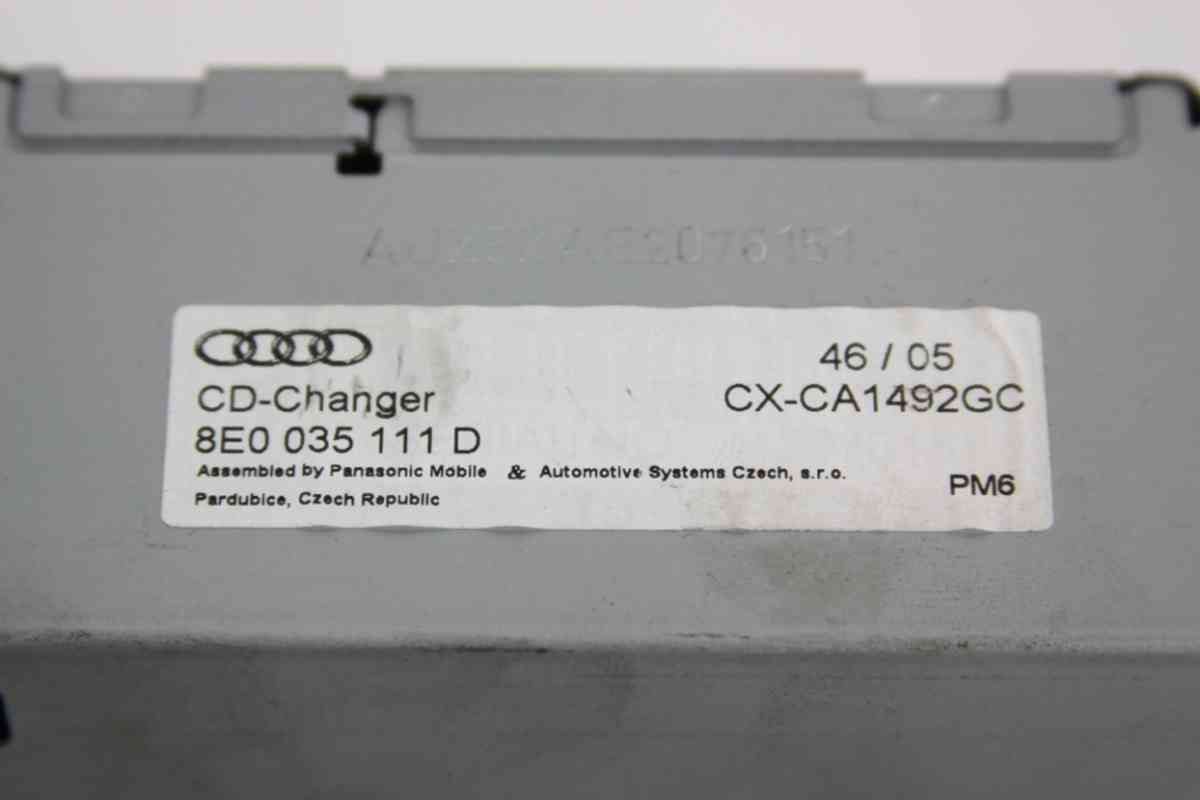 46 / 05
CD-Changer
CX-CA1492GC
8E0 035 111 D
Assembled by Panasonic Mobile & Automotive Systems Czech, s.r.o.
Pardubice, Czech Republic
PM6